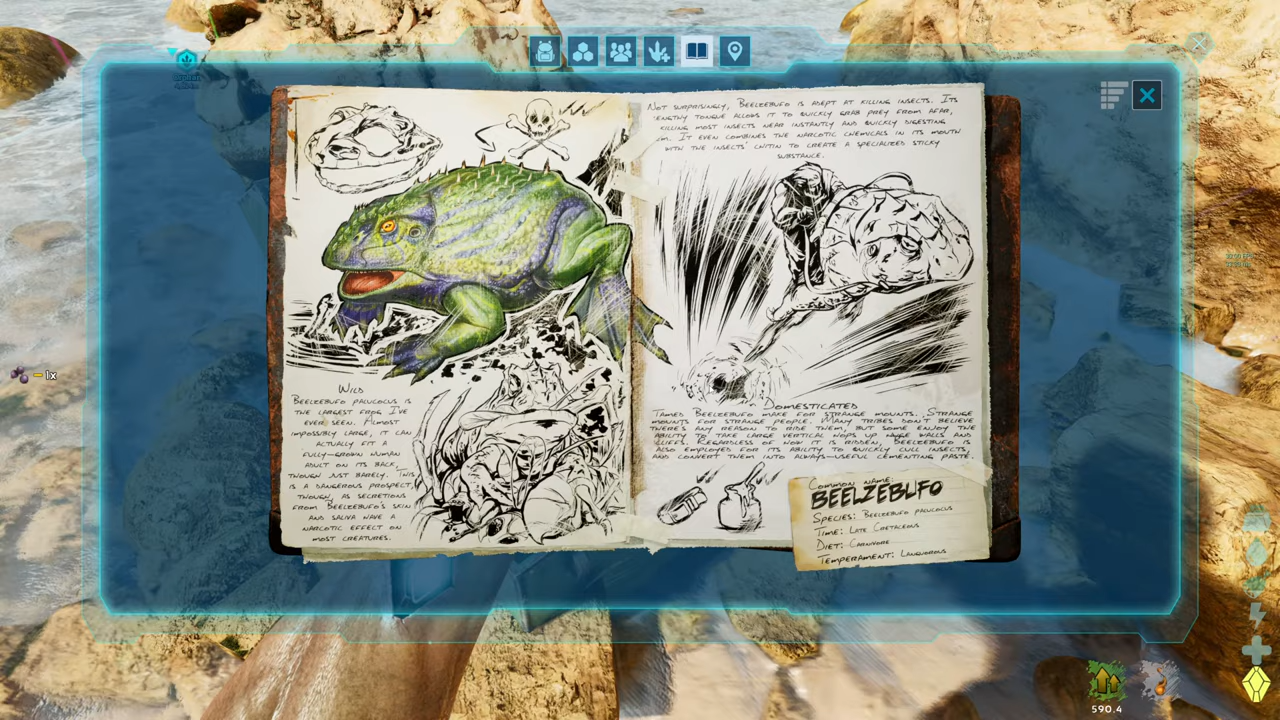 Wild
Beelzebufo palucocus is
the largest frog I've
ever seen. Almost
impossibly large, it can
actually fit a
fully-grown human
adult on its back,
though just barely. This
is a dangerous prospect,
though, as secretions
from Beelzebufo's skin
and saliva have a
narcotic effect on
most creatures.
Not surprisingly, Beelzebufo is adept at killing insects. Its
lengthy tongue allows it to quickly grab prey from afar,
killing most insects near instantly and quickly digesting
. It even combines the narcotic chemicals in its mouth
with the insects' chitin to create a specialized sticky
substance.
Domesticated
Tamed Beelzebufo make for strange mounts. Strange
mounts for strange people. Many tribes don't believe
there's any reason to ride them, but some enjoy the
ability to take large vertical hops up huge walls and
cliffs. Regardless of how it is ridden, Beelzebufo is
also employed for its ability to quickly cull insects,
and convert them into always-useful cementing paste.
Common name
BEELZEBUFO
Species: Beelzebufo palucocus
Time: Late Cretaceous
Diet: Carnivore
Temperament: Languorous
1x
590.4